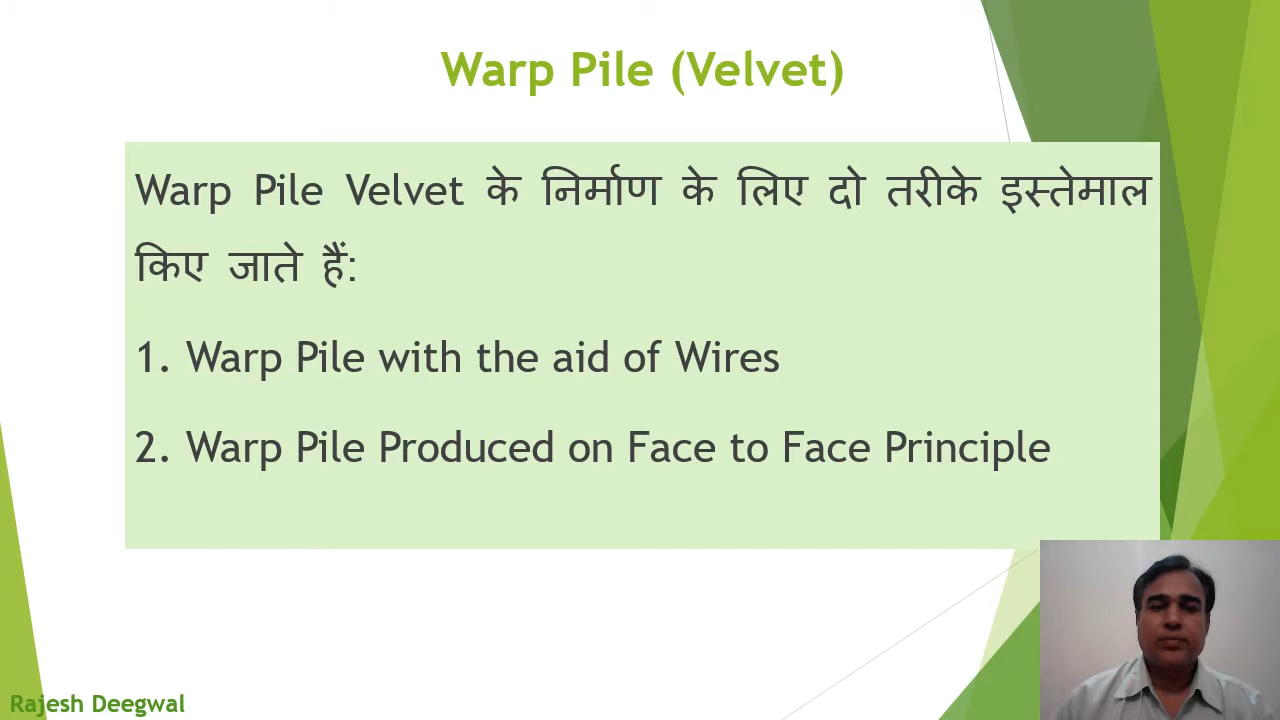 Warp Pile (Velvet)
Warp Pile Velvet के निर्माण के लिए दो तरीके इस्तेमाल
किए जाते हैं:
1. Warp Pile with the aid of Wires
2. Warp Pile Produced on Face to Face Principle
Rajesh Deegwal